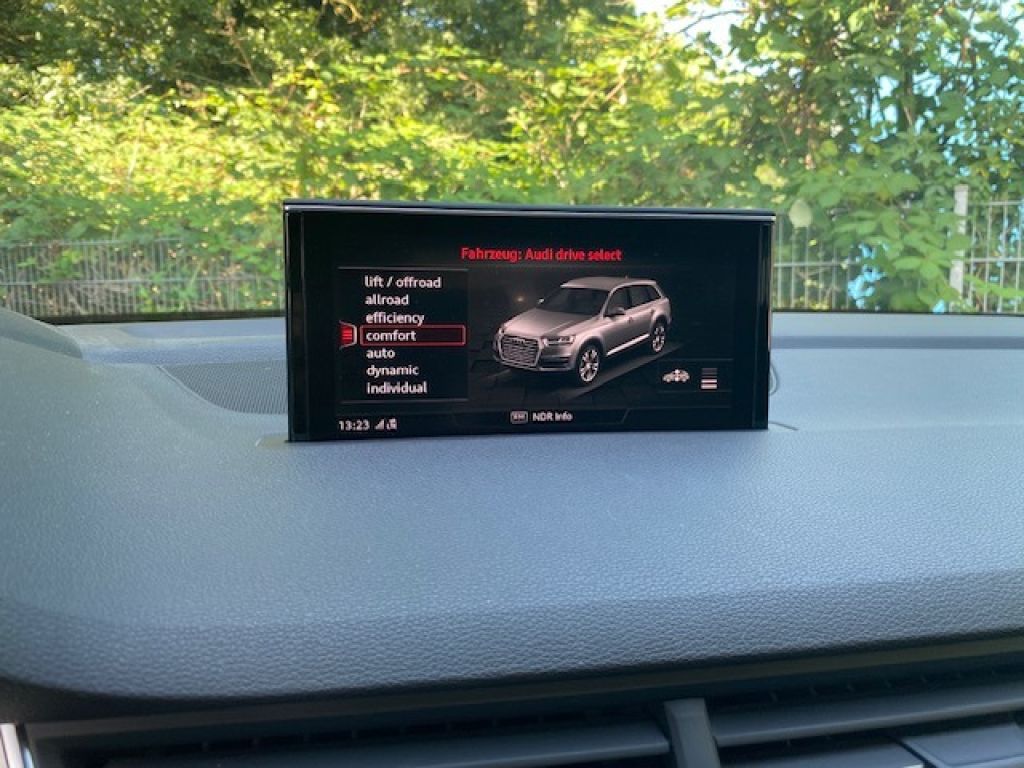 Fahrzeug: Audi drive select
lift / offroad
allroad
efficiency
comfort
auto
dynamic
individual
13:23
NDR Info